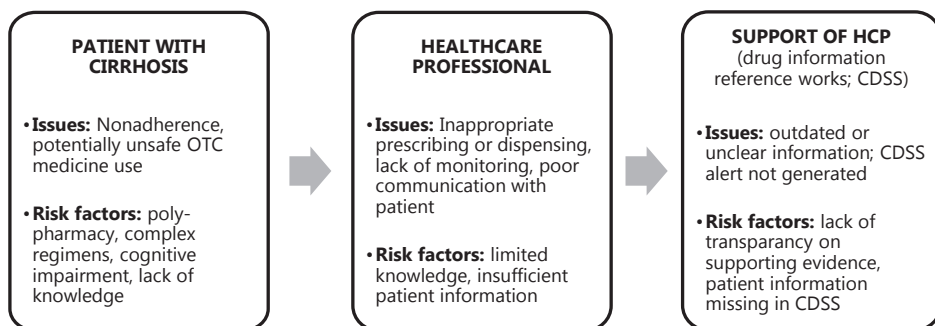 PATIENT WITH
CIRRHOSIS
• Issues: Nonadherence,
potentially unsafe OTC
medicine use
• Risk factors: poly-
pharmacy, complex
regimens, cognitive
impairment, lack of
knowledge
HEALTHCARE
PROFESSIONAL
• Issues: Inappropriate
prescribing or dispensing,
lack of monitoring, poor
communication with
patient
• Risk factors: limited
knowledge, insufficient
patient information
SUPPORT OF HCP
(drug information
reference works; CDSS)
• Issues: outdated or
unclear information; CDSS
alert not generated
• Risk factors: lack of
transparancy on
supporting evidence,
patient information
missing in CDSS